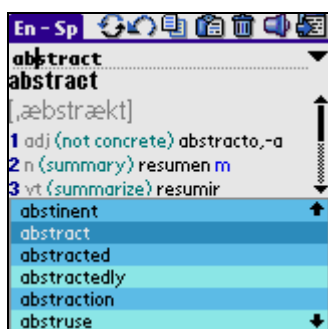 En - Sp
abstract
abstract
[ˌæbstrækt]
1 adj (not concrete) abstracto,-a
2 n (summary) resumen m
3 vt (summarize) resumir
abstinent
abstract
abstracted
abstractedly
abstraction
abstruse